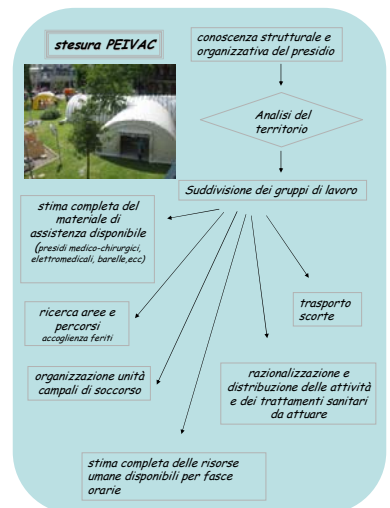 stesura PEIVAC
conoscenza strutturale e
organizzativa del presidio
Analisi del
territorio
Suddivisione dei gruppi di lavoro
stima completa del
materiale di
assistenza disponibile
(presidi medico-chirurgici,
elettromedicali, barelle,ecc)
trasporto
scorte
ricerca aree e
percorsi
accoglienza feriti
organizzazione unità
campali di soccorso
razionalizzazione e
distribuzione delle attività
e dei trattamenti sanitari
da attuare
stima completa delle risorse
umane disponibili per fasce
orarie